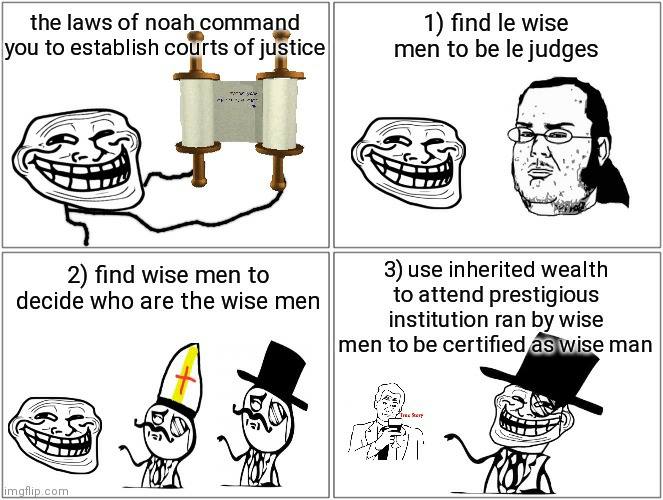 the laws of noah command
you to establish courts of justice
1) find le wise
men to be le judges
2) find wise men to
decide who are the wise men
3) use inherited wealth
to attend prestigious
institution ran by wise
men to be certified as wise man
True Story
imgflip.com